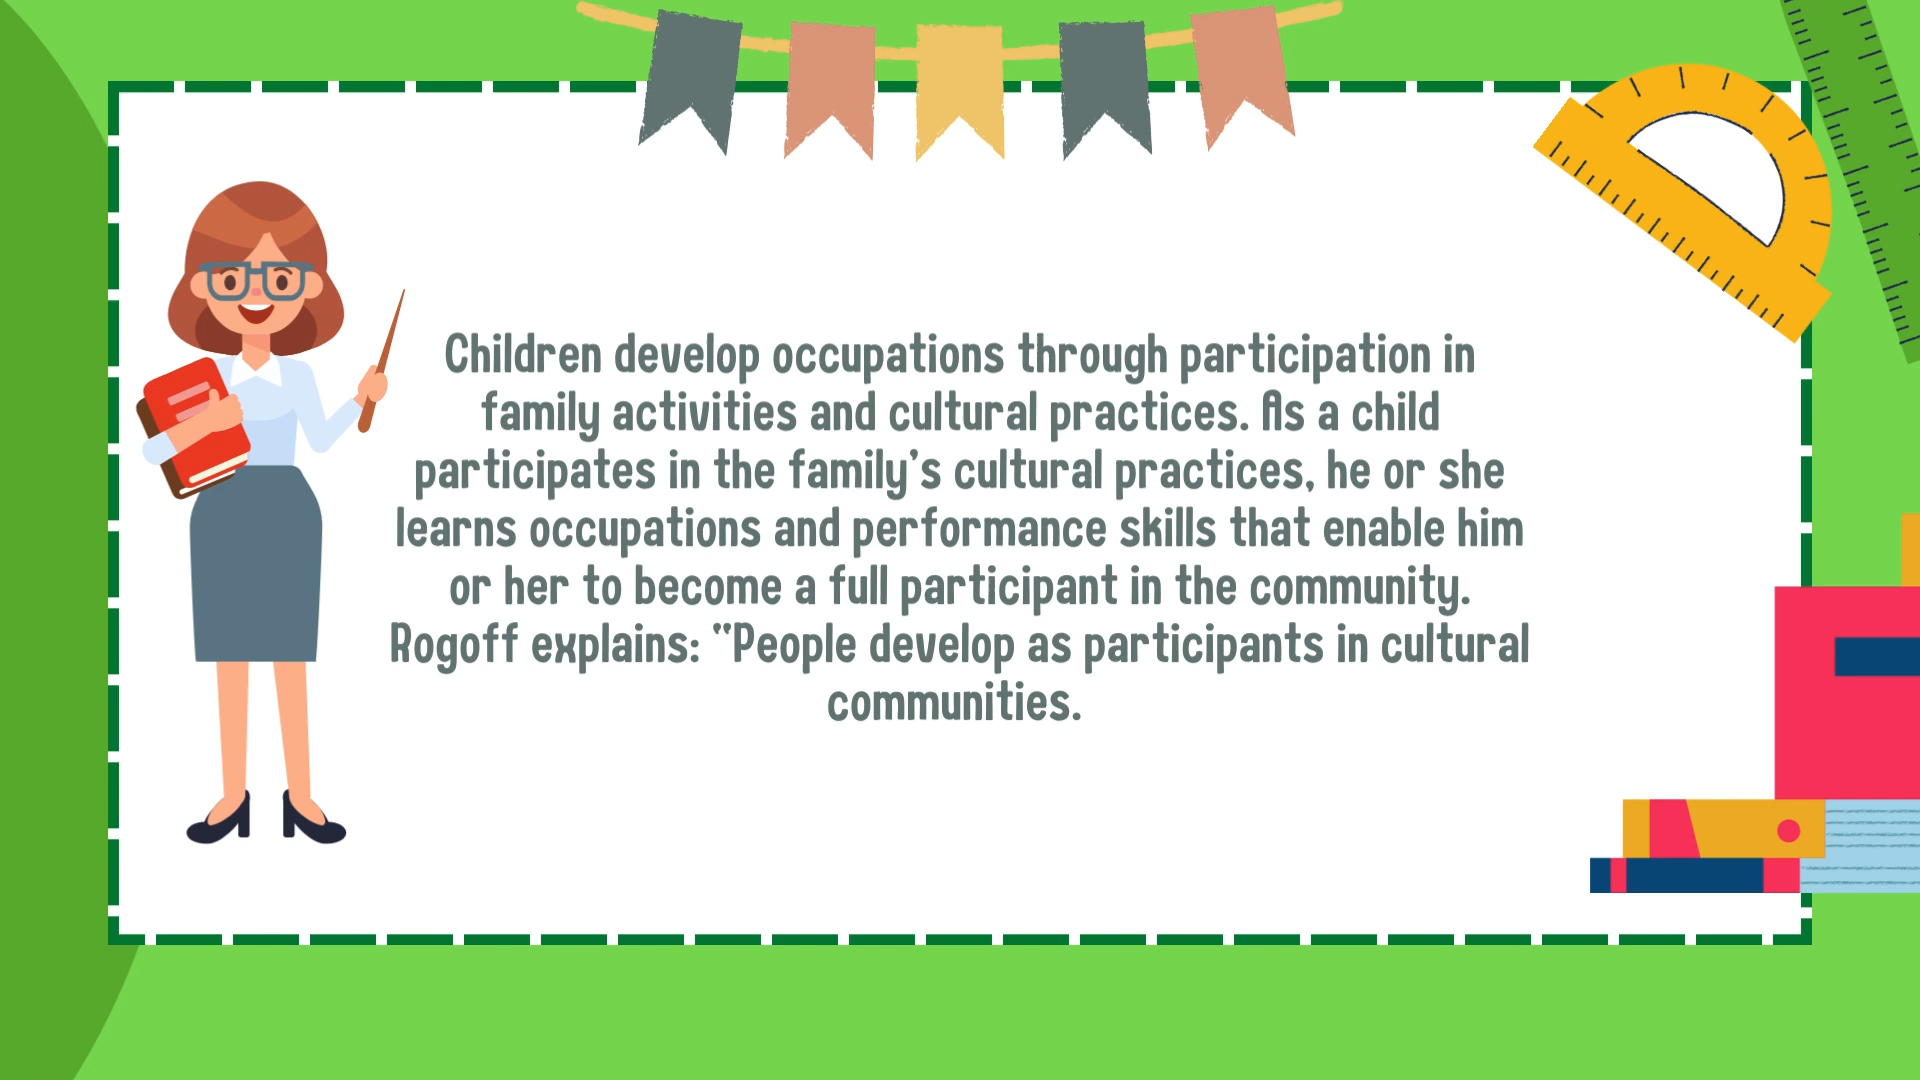 Children develop occupations through participation in
family activities and cultural practices. As a child
participates in the family's cultural practices, he or she
learns occupations and performance skills that enable him
or her to become a full participant in the community.
Rogoff explains: “People develop as participants in cultural
communities.